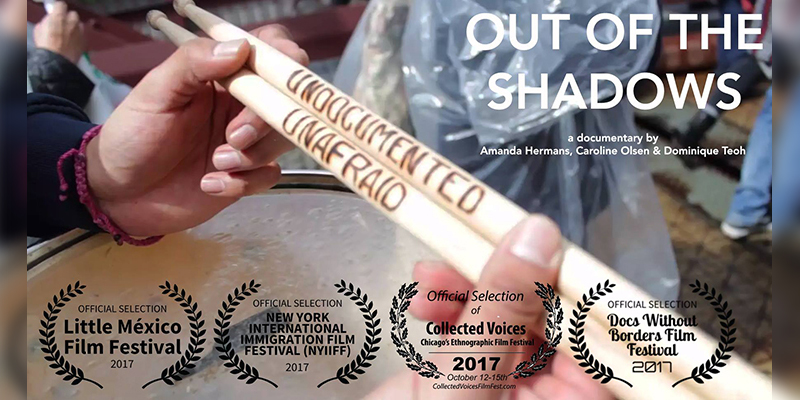 OUT OF THE
SHADOWS
a documentary by
Amanda Hermans, Caroline Olsen & Dominique Teoh
UNDOCUMENTED
UNAFRAID
OFFICIAL SELECTION
Little México
Film Festival
2017
OFFICIAL SELECTION
NEW YORK
INTERNATIONAL
IMMIGRATION FILM
FESTIVAL (NYIIFF)
2017
Official Selection
of
Collected Voices
Chicago's Ethnographic Film Festival
2017
October 12-15th
CollectedVoicesFilmFest.com
OFFICIAL SELECTION
Docs Without
Borders Film
Festival
2017